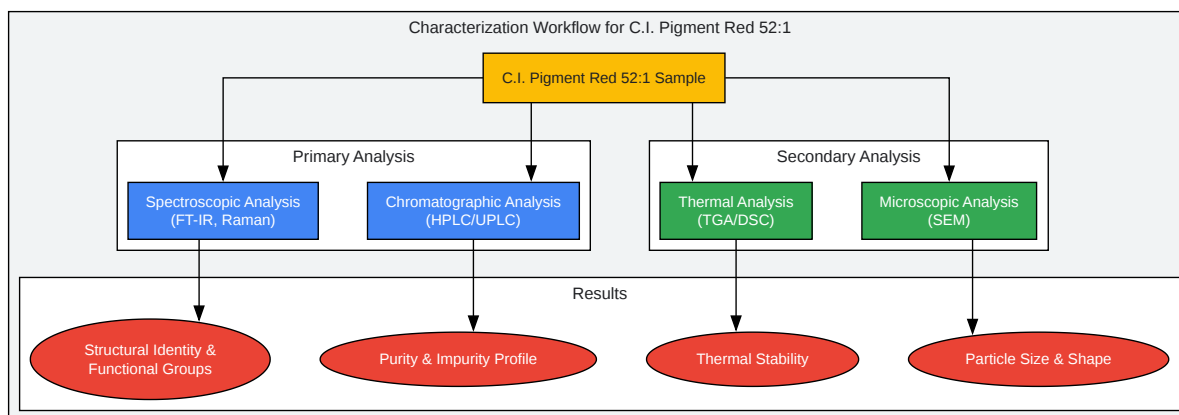 Characterization Workflow for C.I. Pigment Red 52:1
C.I. Pigment Red 52:1 Sample
Primary Analysis
Secondary Analysis
Spectroscopic Analysis
(FT-IR, Raman)
Chromatographic Analysis
(HPLC/UPLC)
Thermal Analysis
(TGA/DSC)
Microscopic Analysis
(SEM)
Results
Structural Identity &
Functional Groups
Purity & Impurity Profile
Thermal Stability
Particle Size & Shape